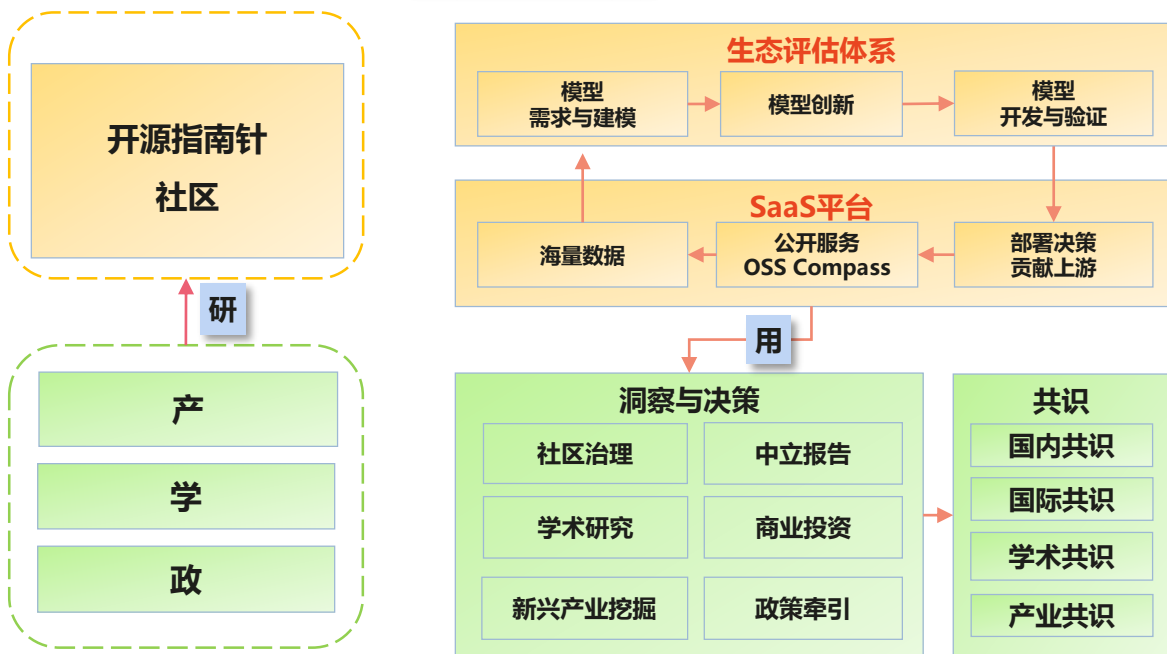 开源指南针
社区
研
产
学
政
生态评估体系
模型
需求与建模
模型创新
模型
开发与验证
SaaS平台
海量数据
公开服务
OSS Compass
部署决策
贡献上游
用
洞察与决策
社区治理
中立报告
学术研究
商业投资
新兴产业挖掘
政策牵引
共识
国内共识
国际共识
学术共识
产业共识